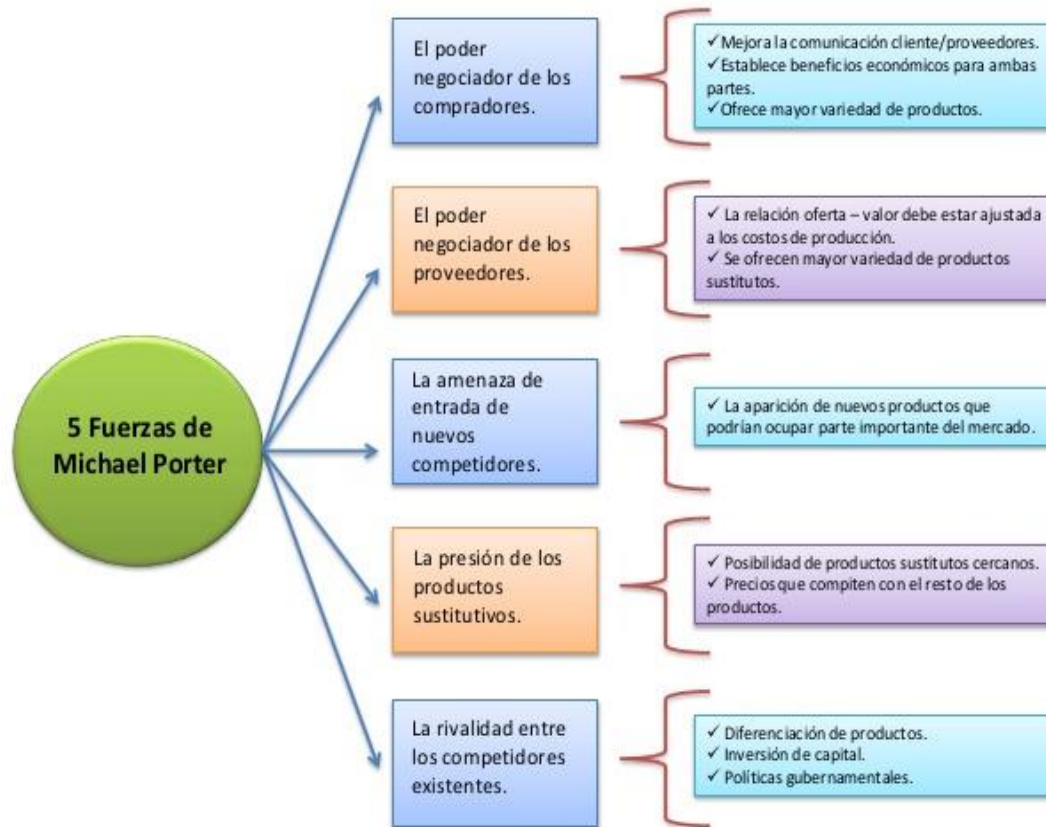 5 Fuerzas de
Michael Porter
El poder
negociador de los
compradores.
✓Mejora la comunicación cliente/proveedores.
✓Establece beneficios económicos para ambas
partes.
✓Ofrece mayor variedad de productos.
El poder
negociador de los
proveedores.
✓ La relación oferta – valor debe estar ajustada
a los costos de producción.
✓ Se ofrecen mayor variedad de productos
sustitutos.
La amenaza de
entrada de
nuevos
competidores.
✓ La aparición de nuevos productos que
podrían ocupar parte importante del mercado.
La presión de los
productos
sustitutivos.
✓ Posibilidad de productos sustitutos cercanos.
✓ Precios que compiten con el resto de los
productos.
La rivalidad entre
los competidores
existentes.
✓ Diferenciación de productos.
✓ Inversión de capital.
✓ Políticas gubernamentales.